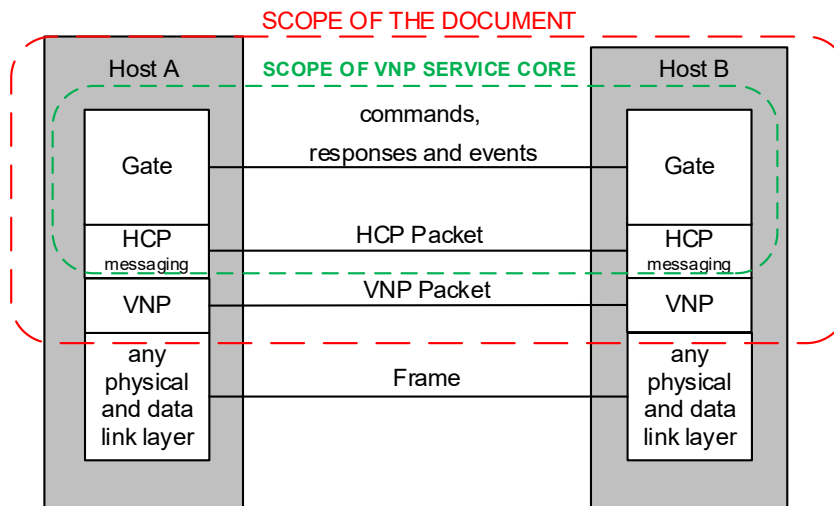 SCOPE OF THE DOCUMENT
Host A
SCOPE OF VNP SERVICE CORE
Host B
commands,
responses and events
Gate
Gate
HCP
messaging
HCP Packet
HCP
messaging
VNP
VNP Packet
VNP
any
physical
and data
link layer
Frame
any
physical
and data
link layer